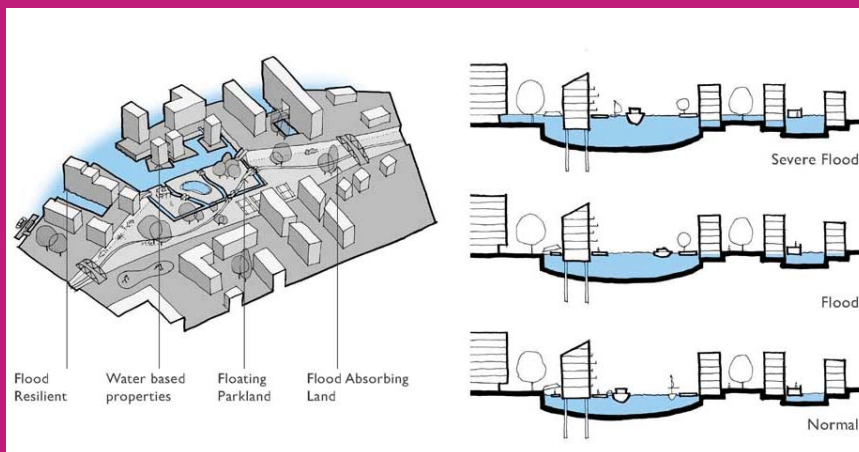 Flood
Resilient
Water based
properties
Floating
Parkland
Flood Absorbing
Land
Severe Flood
Flood
Normal